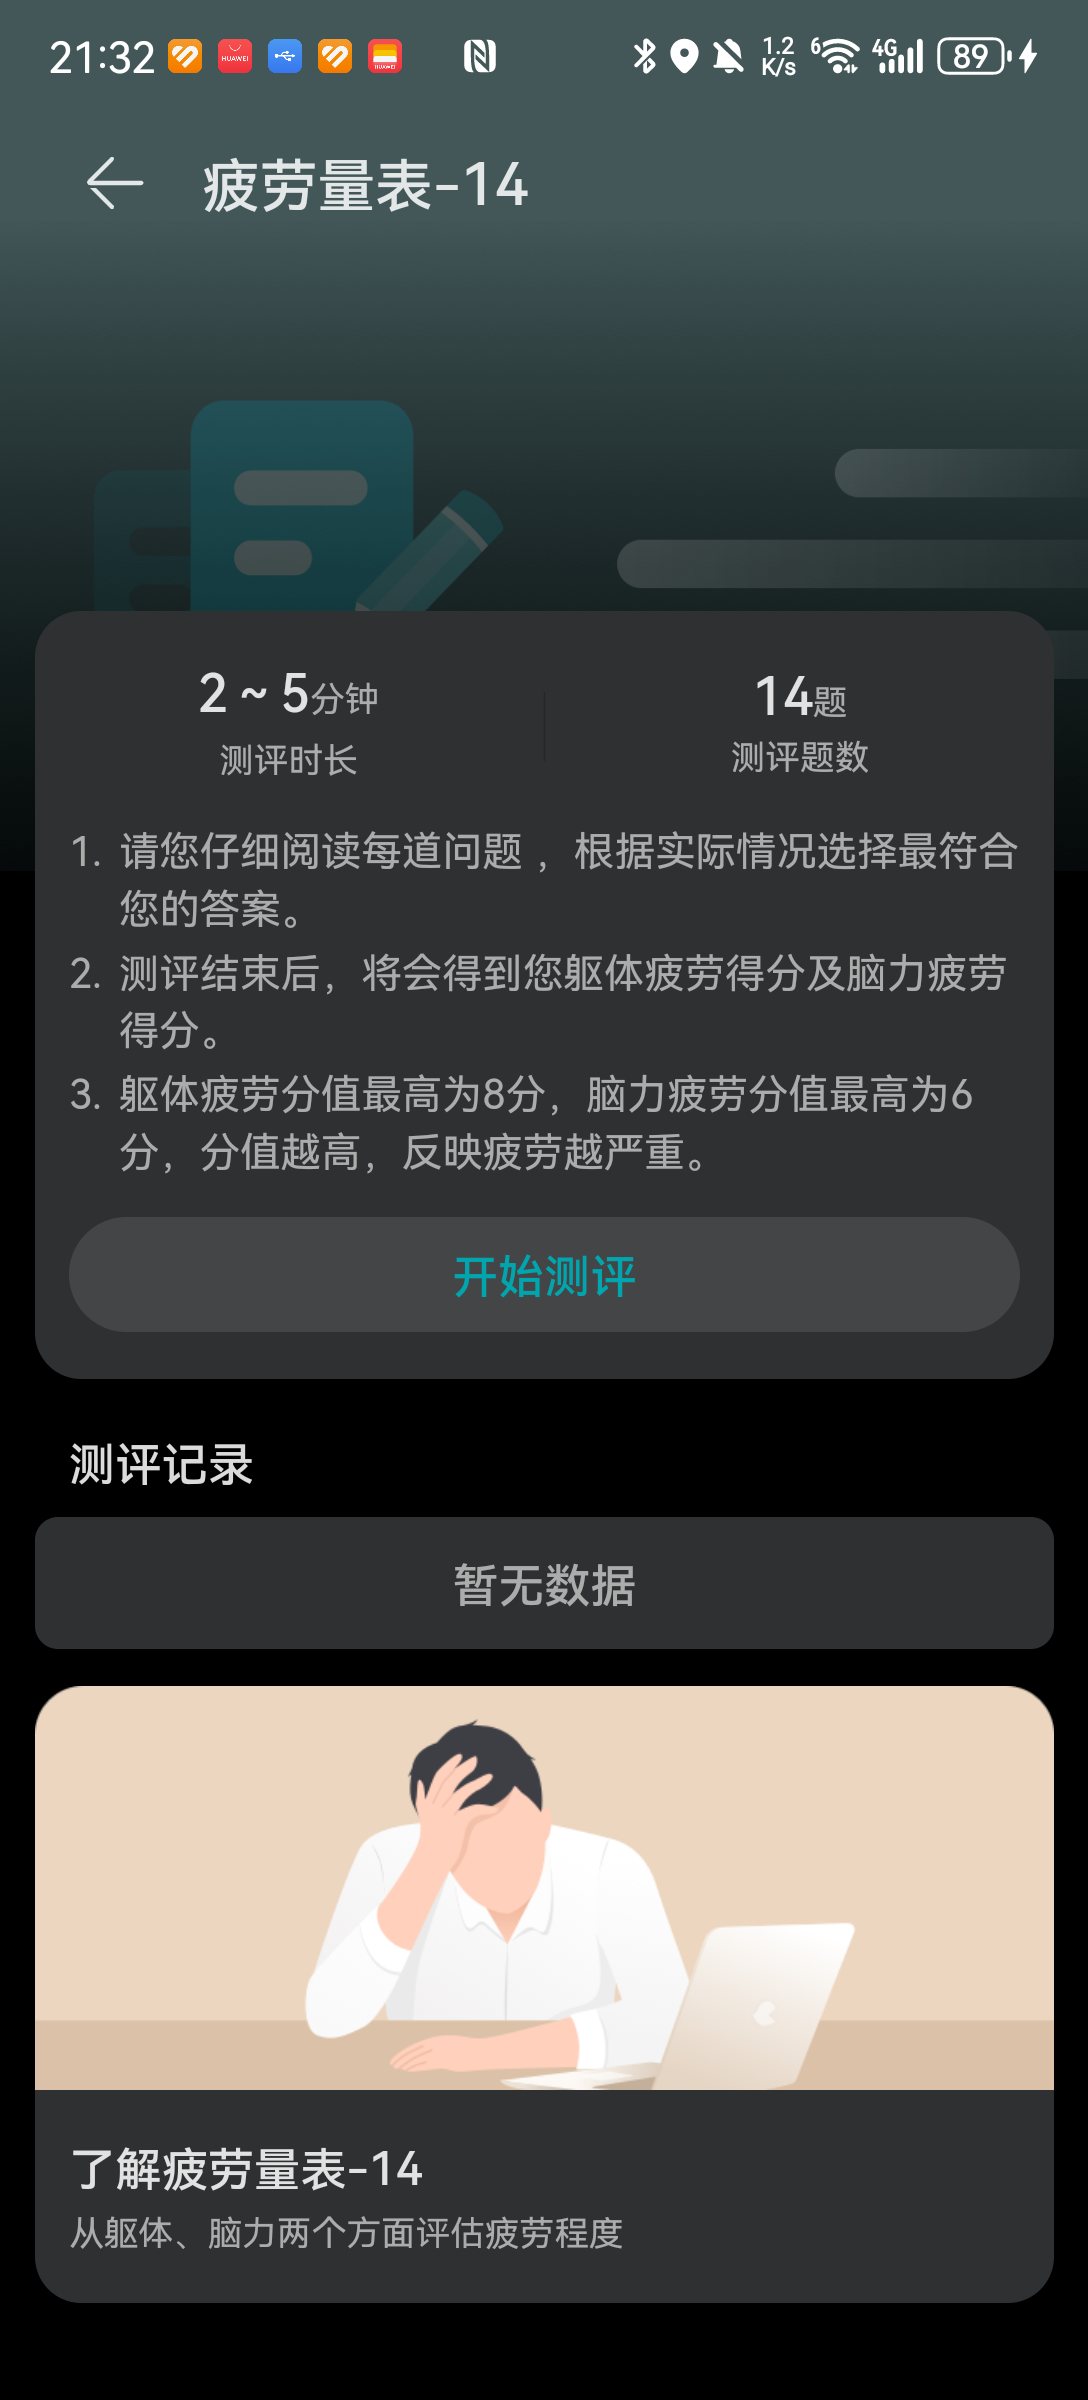 21:32
HUAWEI
HUAWEI
1.2
K/s
6
4G
89
疲劳量表-14
2 ~ 5分钟
14题
测评时长
测评题数
1. 请您仔细阅读每道问题 ，根据实际情况选择最符合
您的答案。
2. 测评结束后，将会得到您躯体疲劳得分及脑力疲劳
得分。
3. 躯体疲劳分值最高为8分，脑力疲劳分值最高为6
分，分值越高，反映疲劳越严重。
开始测评
测评记录
暂无数据
了解疲劳量表-14
从躯体、脑力两个方面评估疲劳程度